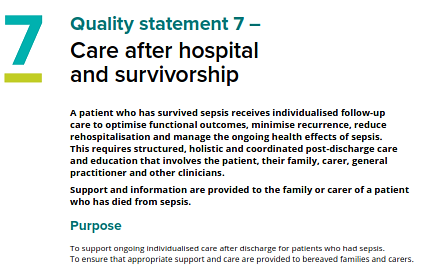 7
Quality statement 7 –
Care after hospital
and survivorship
A patient who has survived sepsis receives individualised follow-up
care to optimise functional outcomes, minimise recurrence, reduce
rehospitalisation and manage the ongoing health effects of sepsis.
This requires structured, holistic and coordinated post-discharge care
and education that involves the patient, their family, carer, general
practitioner and other clinicians.
Support and information are provided to the family or carer of a patient
who has died from sepsis.
Purpose
To support ongoing individualised care after discharge for patients who had sepsis.
To ensure that appropriate support and care are provided to bereaved families and carers.